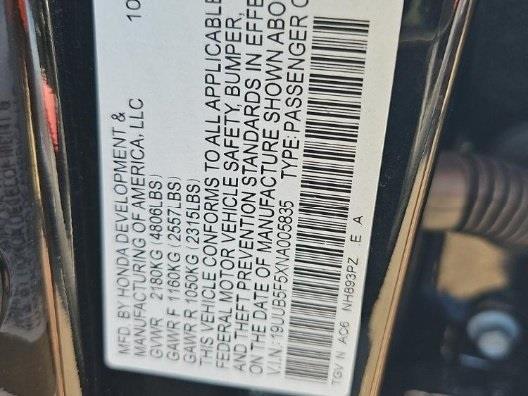 10
MFD. BY HONDA DEVELOPMENT &
MANUFACTURING OF AMERICA, LLC
GVWR 2180KG (4806LBS)
GAWR F 1160KG (2557LBS)
GAWR R 1050KG (2315LBS)
THIS VEHICLE CONFORMS TO ALL APPLICABLE
FEDERAL MOTOR VEHICLE SAFETY, BUMPER,
AND THEFT PREVENTION STANDARDS IN EFFE
ON THE DATE OF MANUFACTURE SHOWN ABO
V.I.N.: 19UUB5F5XNA005835 TYPE: PASSENGER C
TGV N AC6 NH893PZ E A